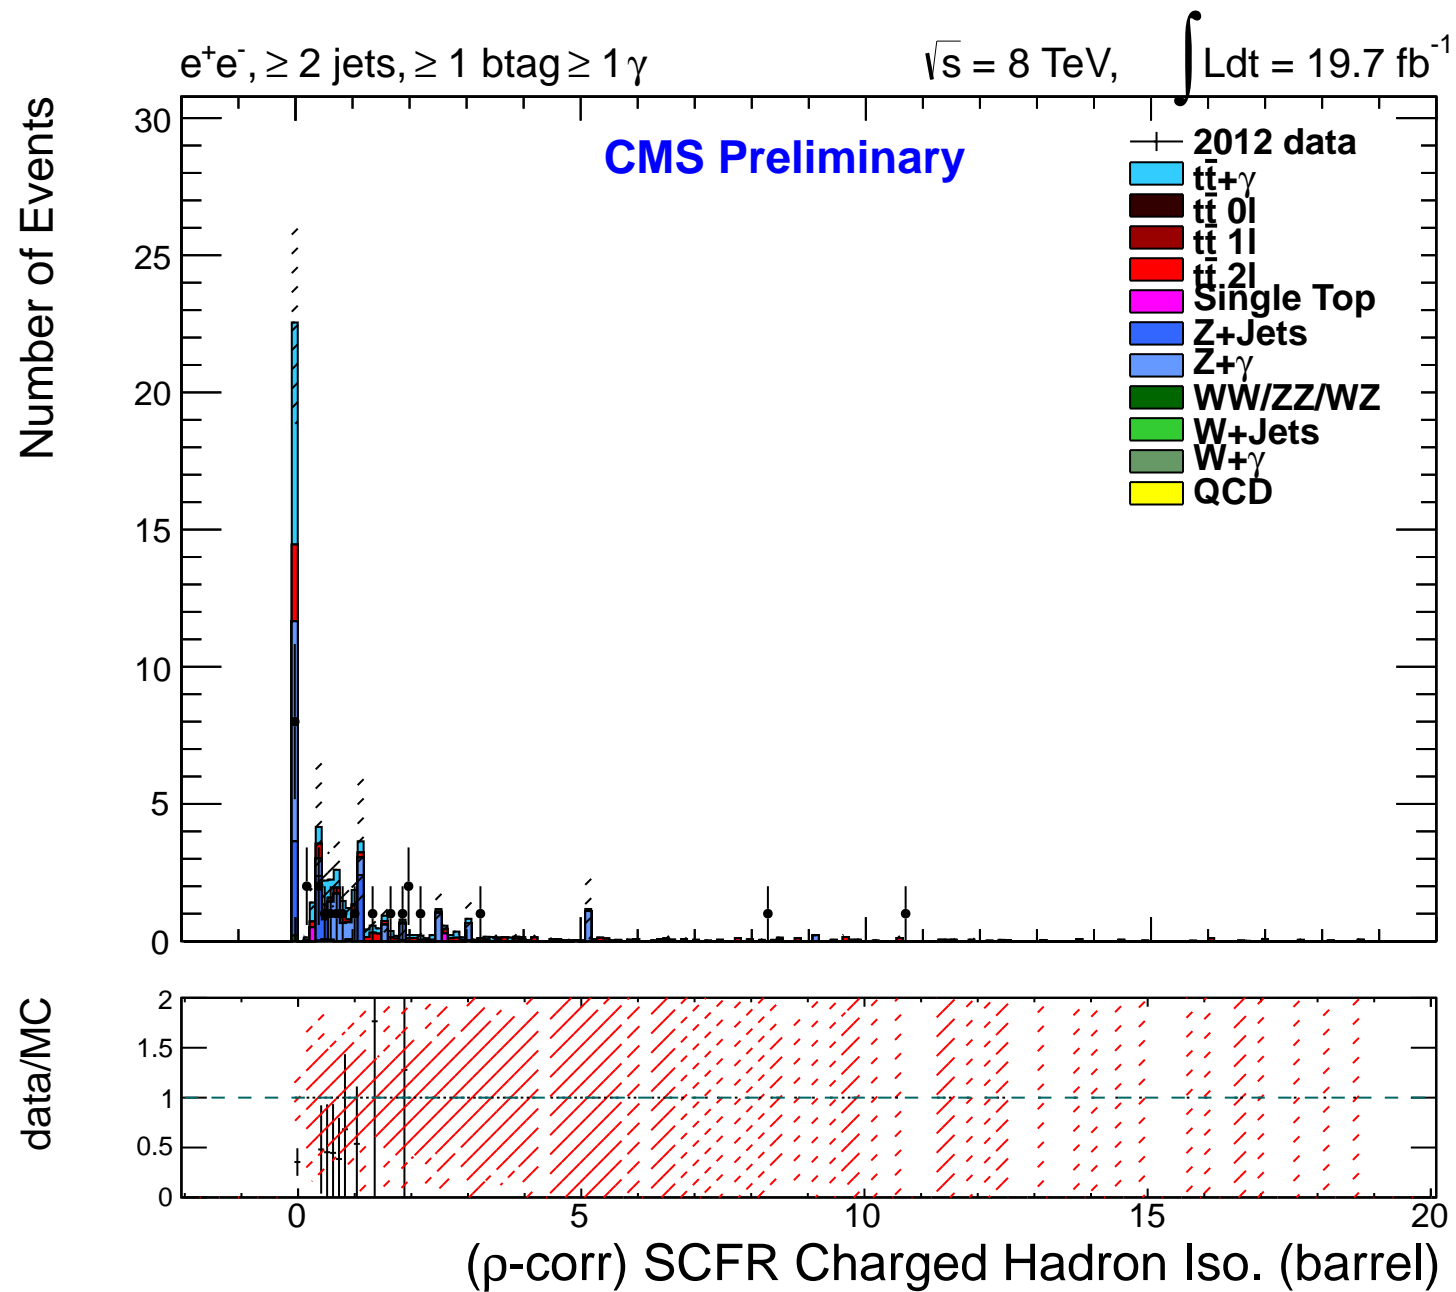 e⁺e⁻, ≥ 2 jets, ≥ 1 btag ≥ 1 γ
√s = 8 TeV, ∫ Ldt = 19.7 fb⁻¹
CMS Preliminary
Number of Events
30
25
20
15
10
5
0
2012 data
tt̄+γ
tt̄ 0l
tt̄ 1l
tt̄ 2l
Single Top
Z+Jets
Z+γ
WW/ZZ/WZ
W+Jets
W+γ
QCD
data/MC
2
1.5
1
0.5
0
0 5 10 15 20
(ρ-corr) SCFR Charged Hadron Iso. (barrel)